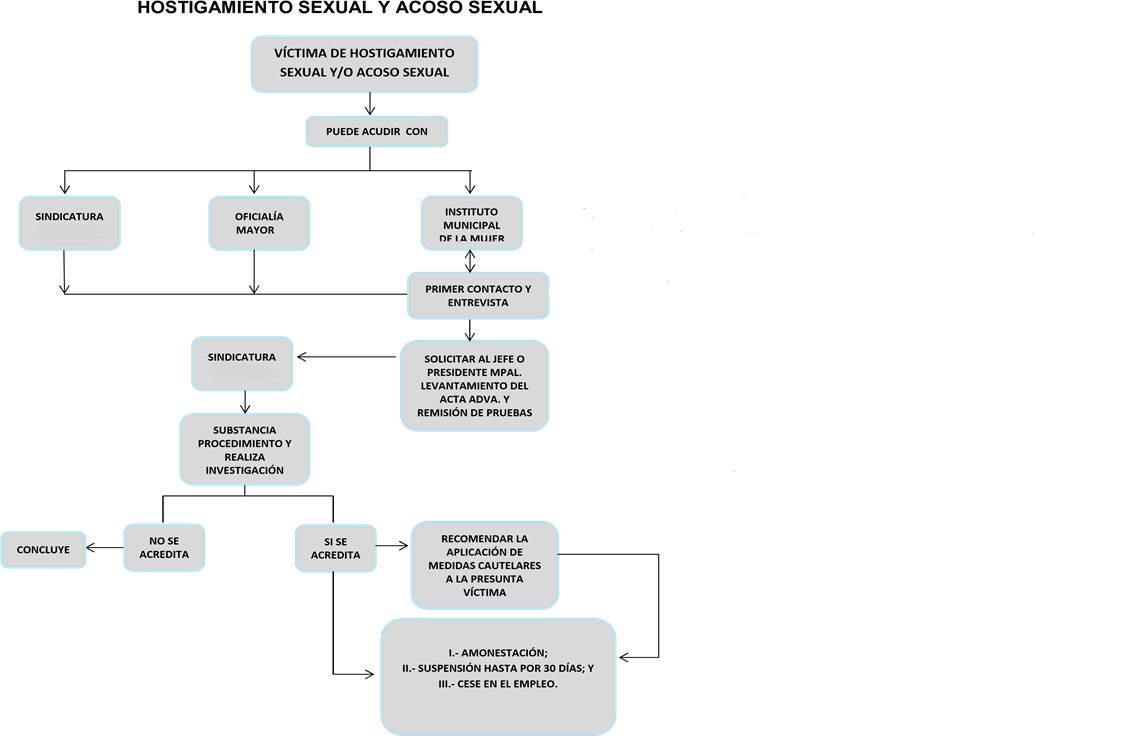 HOSTIGAMIENTO SEXUAL Y ACOSO SEXUAL
VÍCTIMA DE HOSTIGAMIENTO
SEXUAL Y/O ACOSO SEXUAL
PUEDE ACUDIR CON
SINDICATURA
OFICIALÍA
MAYOR
INSTITUTO
MUNICIPAL
DE LA MUJER
PRIMER CONTACTO Y
ENTREVISTA
SINDICATURA
SOLICITAR AL JEFE O
PRESIDENTE MPAL.
LEVANTAMIENTO DEL
ACTA ADVA. Y
REMISIÓN DE PRUEBAS
SUBSTANCIA
PROCEDIMIENTO Y
REALIZA
INVESTIGACIÓN
CONCLUYE
NO SE
ACREDITA
SI SE
ACREDITA
RECOMENDAR LA
APLICACIÓN DE
MEDIDAS CAUTELARES
A LA PRESUNTA
VÍCTIMA
I.- AMONESTACIÓN;
II.- SUSPENSIÓN HASTA POR 30 DÍAS; Y
III.- CESE EN EL EMPLEO.